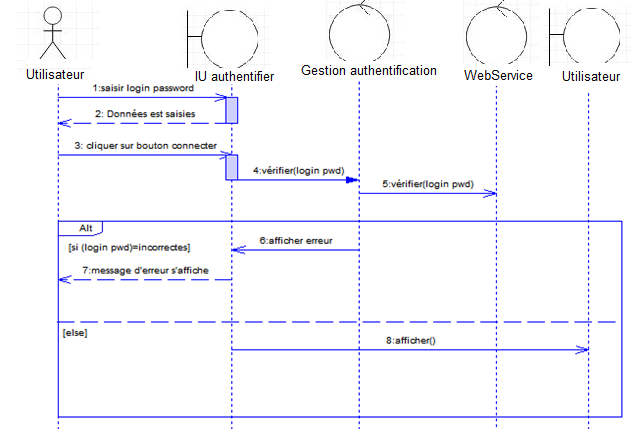 Utilisateur
IU authentifier
Gestion authentification
WebService
Utilisateur
1:saisir login password
2: Données est saisies
3: cliquer sur bouton connecter
4:vérifier(login pwd)
5:vérifier(login pwd)
Alt
[si (login pwd)=incorrectes]
6:afficher erreur
7:message d'erreur s'affiche
[else]
8:afficher()